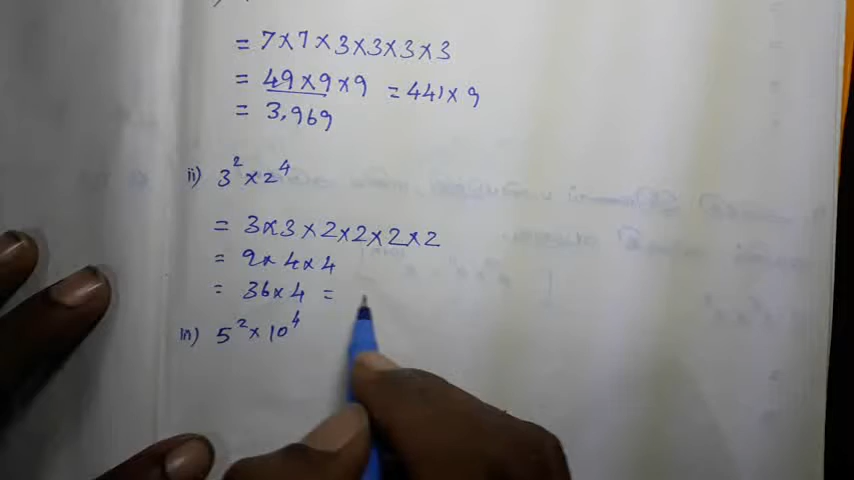 = 7×7×3×3×3×3
= 49×9×9 = 441×9
= 3,969
ii) 3²×2⁴
= 3×3×2×2×2×2
= 9×4×4
= 36×4 =
iii) 5²×10⁴